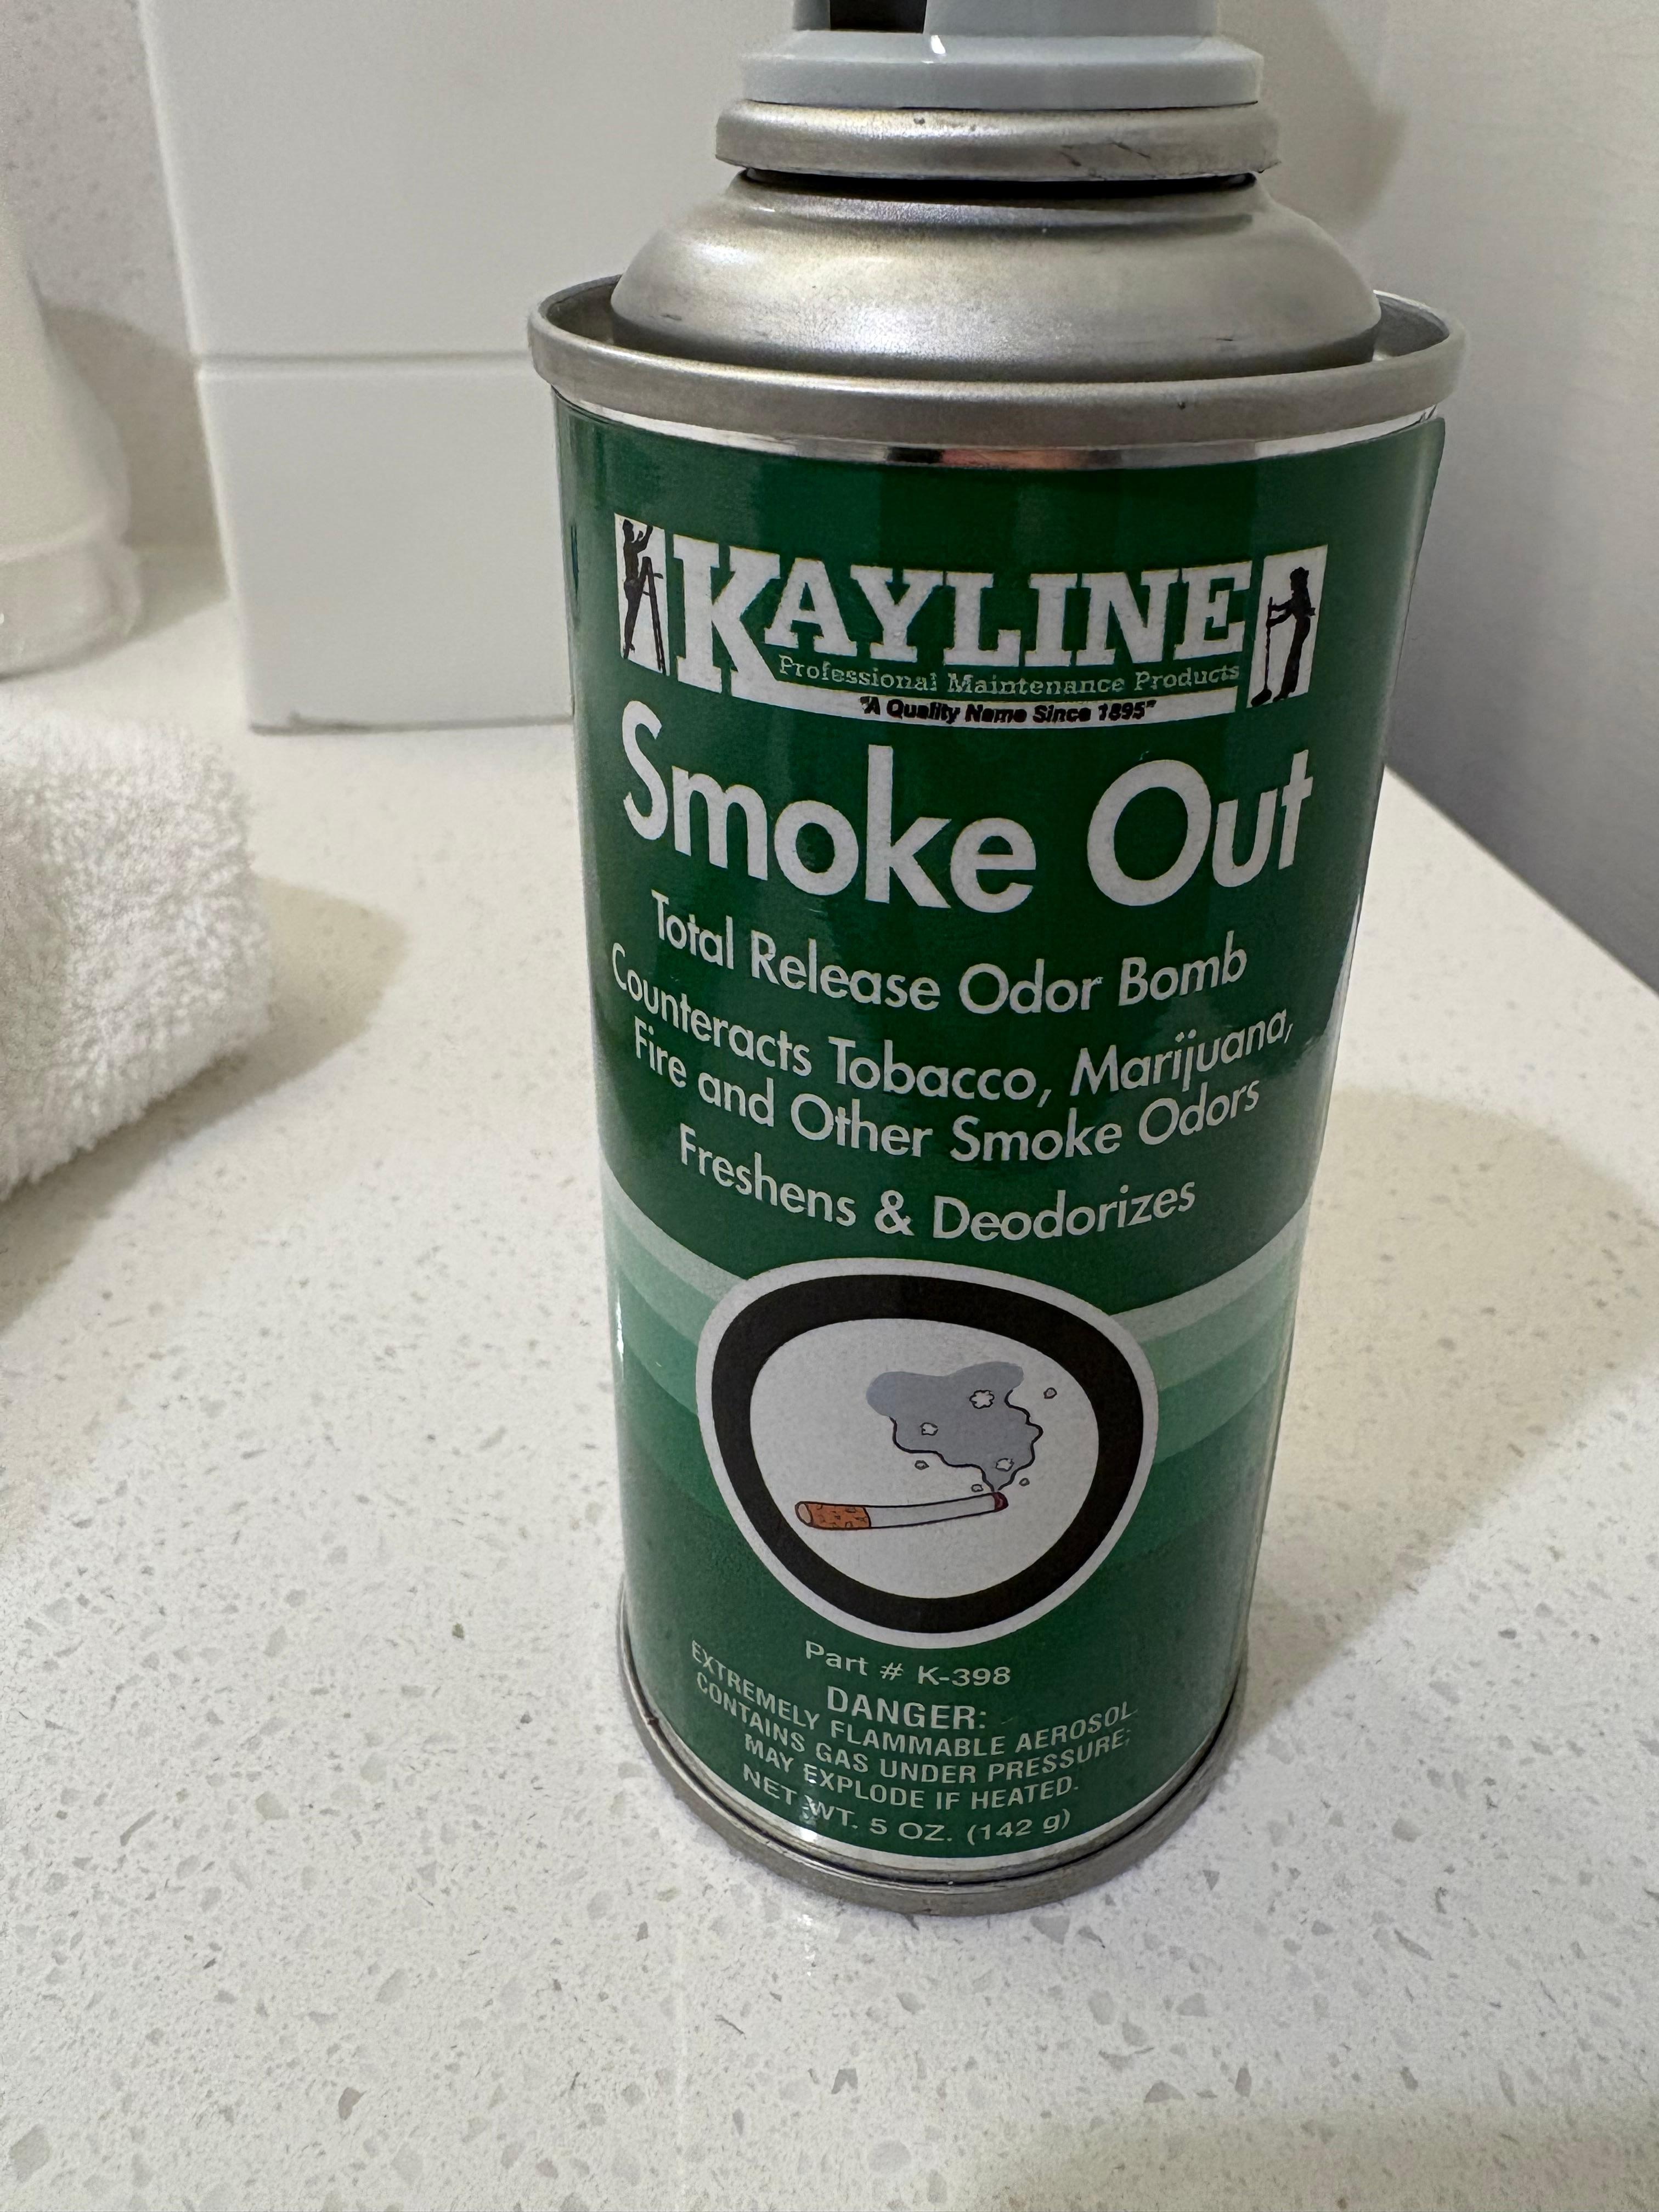 KAYLINE
Professional Maintenance Products
"A Quality Name Since 1895"
Smoke Out
Total Release Odor Bomb
Counteracts Tobacco, Marijuana,
Fire and Other Smoke Odors
Freshens & Deodorizes
Part # K-398
DANGER:
EXTREMELY FLAMMABLE AEROSOL.
CONTAINS GAS UNDER PRESSURE;
MAY EXPLODE IF HEATED.
NET WT. 5 OZ. (142 g)